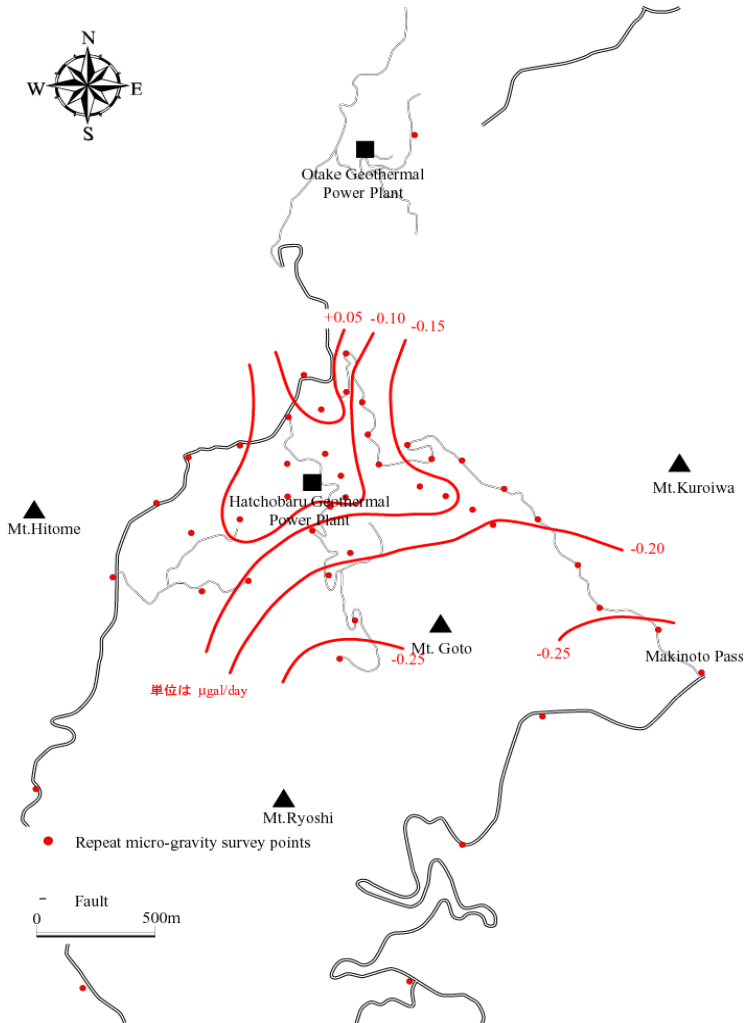 N
W E
S
Otake Geothermal
Power Plant
+0.05 -0.10
-0.15
Mt.Kuroiwa
Hatchobaru Geothermal
Power Plant
Mt.Hitome
-0.20
Mt. Goto
-0.25
-0.25
Makinoto Pass
単位は μgal/day
Mt.Ryoshi
Repeat micro-gravity survey points
Fault
0 500m